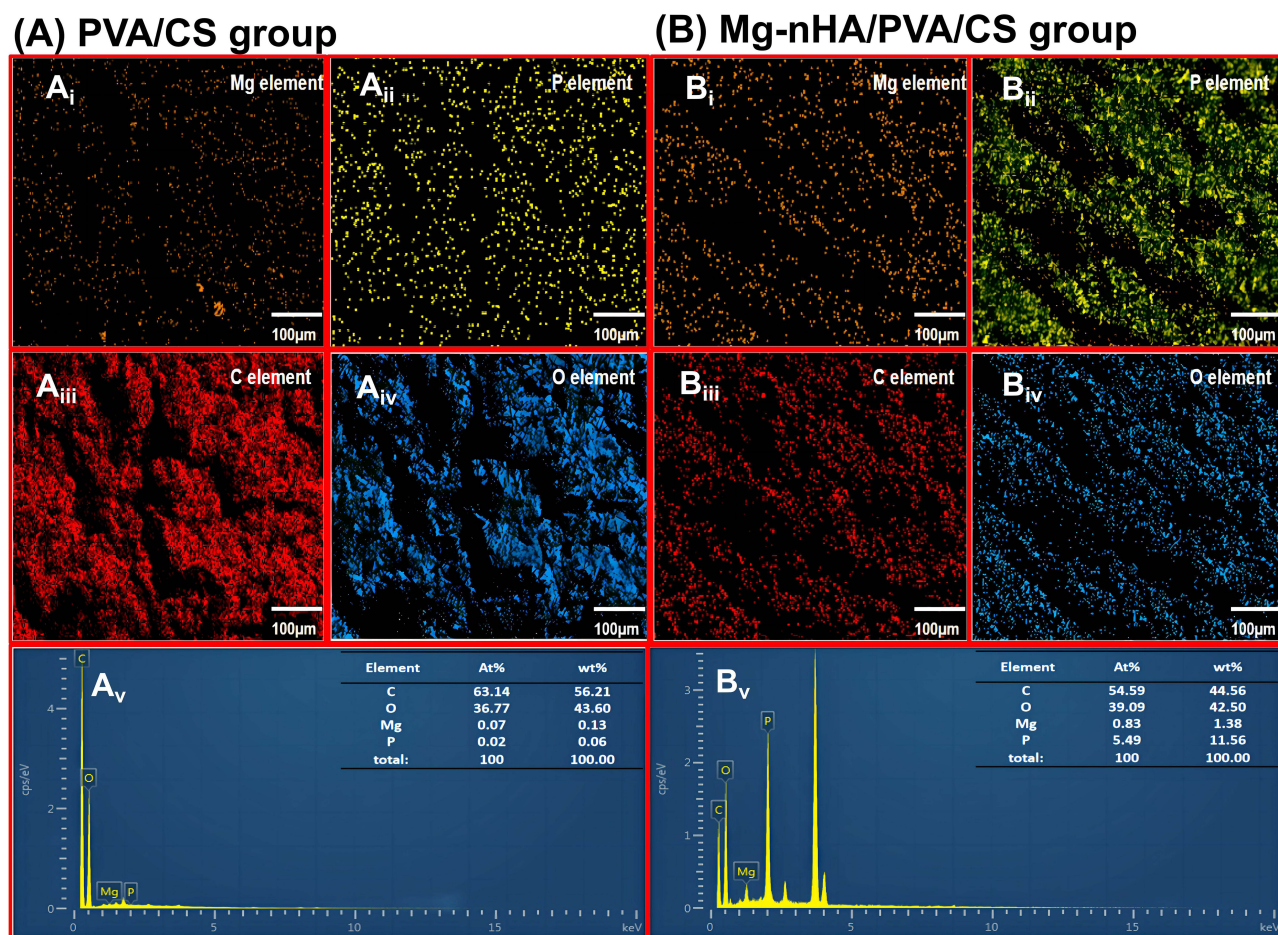 (A) PVA/CS group
(B) Mg-nHA/PVA/CS group
Ai
Mg element
100μm
Aii
P element
100μm
Bi
Mg element
100μm
Bii
P element
100μm
Aiii
C element
100μm
Aiv
O element
100μm
Biii
C element
100μm
Biv
O element
100μm
Av
Element At% wt%
C 63.14 56.21
O 36.77 43.60
Mg 0.07 0.13
P 0.02 0.06
total: 100 100.00
C
O
Mg
P
cps/eV
4
2
0
0 5 10 15 keV
Bv
Element At% wt%
C 54.59 44.56
O 39.09 42.50
Mg 0.83 1.38
P 5.49 11.56
total: 100 100.00
P
O
C
Mg
cps/eV
3
2
1
0
0 5 10 15 keV